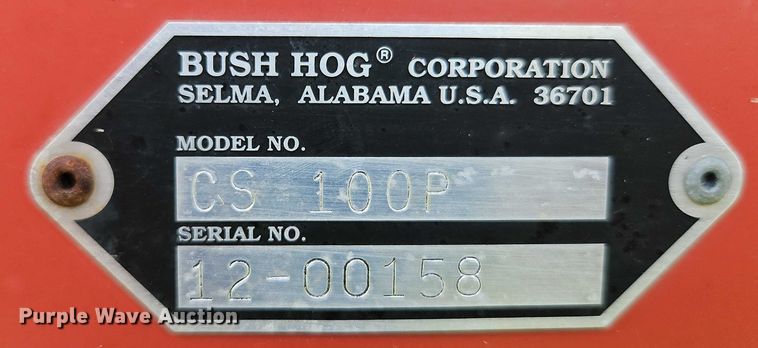 BUSH HOG® CORPORATION
SELMA, ALABAMA U.S.A. 36701
MODEL NO.
CS 100P
SERIAL NO.
12-00158
Purple Wave Auction